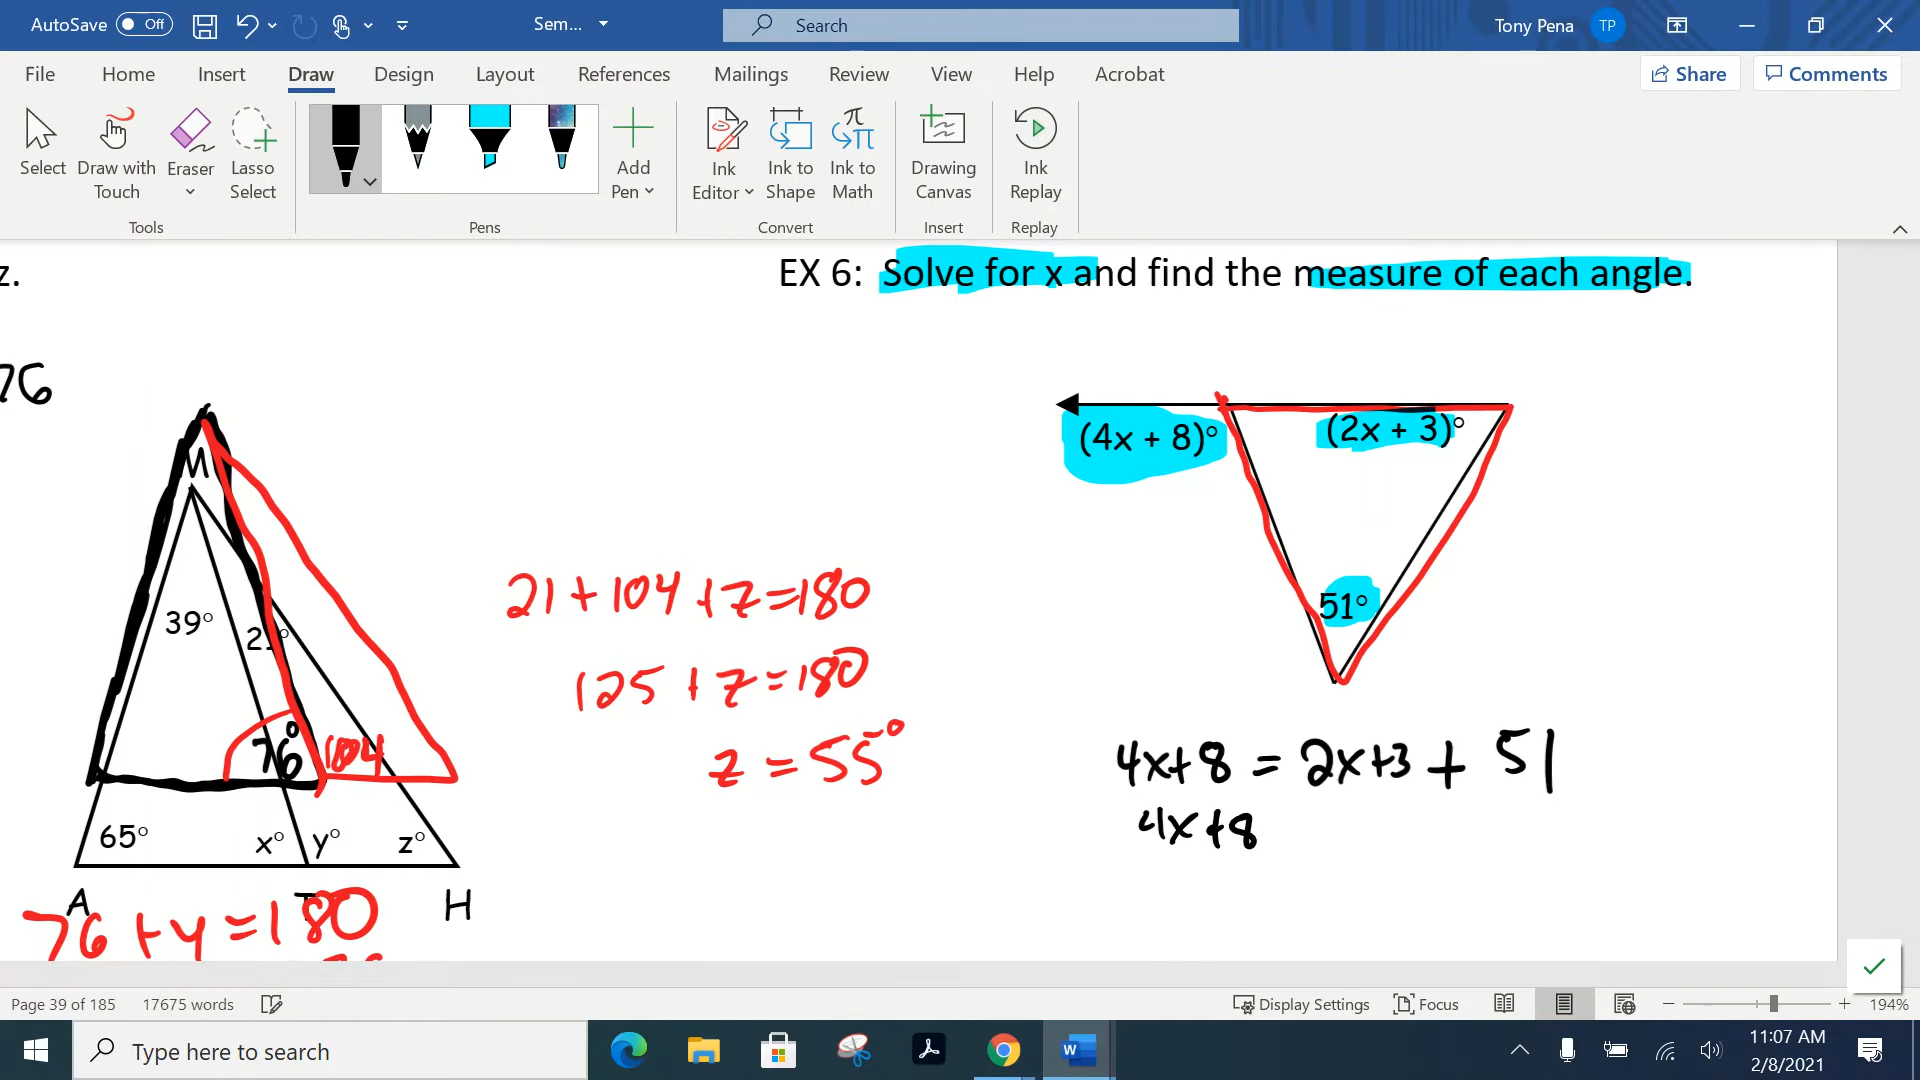 AutoSave Off Sem... Search Tony Pena TP
File Home Insert Draw Design Layout References Mailings Review View Help Acrobat Share Comments
Select Draw with Touch Eraser Lasso Select Add Pen Ink Editor Ink to Shape Ink to Math Drawing Canvas Ink Replay
Tools Pens Convert Insert Replay
z.
EX 6: Solve for x and find the measure of each angle.
76
M
39°
21°
76°
104
65°
x°
y°
z°
A
H
76 + y = 180
21 + 104 + z = 180
125 + z = 180
z = 55°
(4x + 8)°
(2x + 3)°
51°
4x+8 = 2x+3 + 51
4x+8
Page 39 of 185 17675 words Display Settings Focus 194%
Type here to search
11:07 AM
2/8/2021